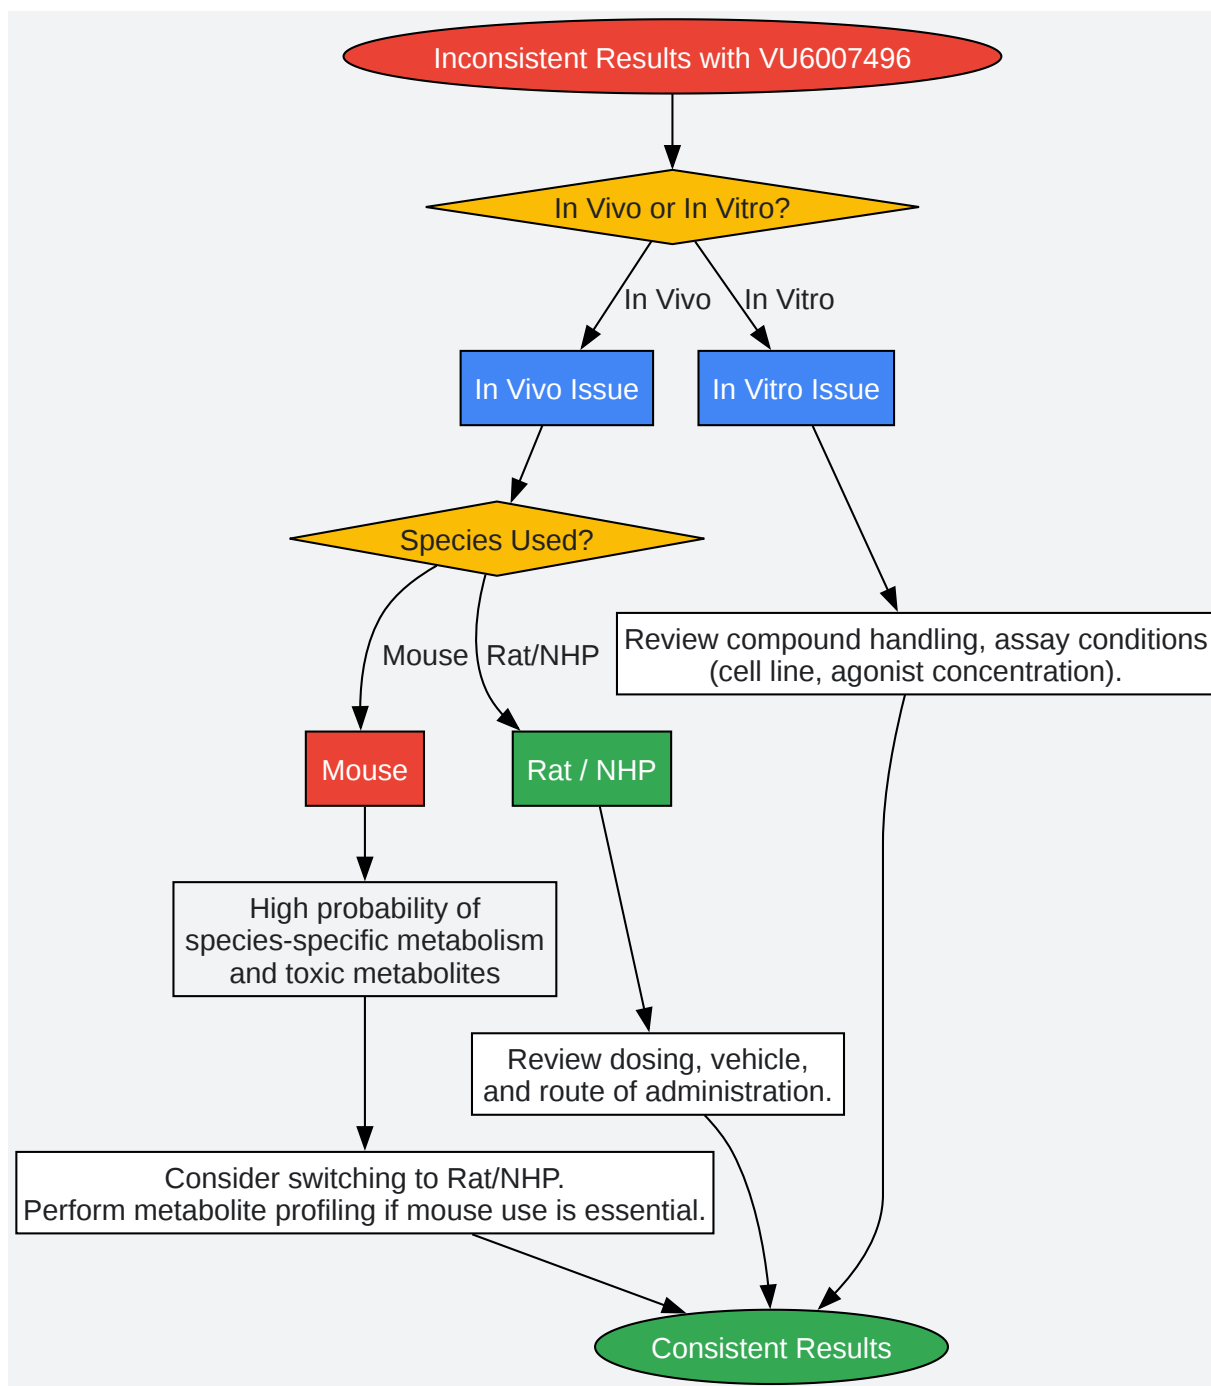 Inconsistent Results with VU6007496
In Vivo or In Vitro?
In Vivo
In Vitro
In Vivo Issue
In Vitro Issue
Species Used?
Mouse
Rat/NHP
Review compound handling, assay conditions
(cell line, agonist concentration).
Mouse
Rat / NHP
High probability of
species-specific metabolism
and toxic metabolites
Review dosing, vehicle,
and route of administration.
Consider switching to Rat/NHP.
Perform metabolite profiling if mouse use is essential.
Consistent Results